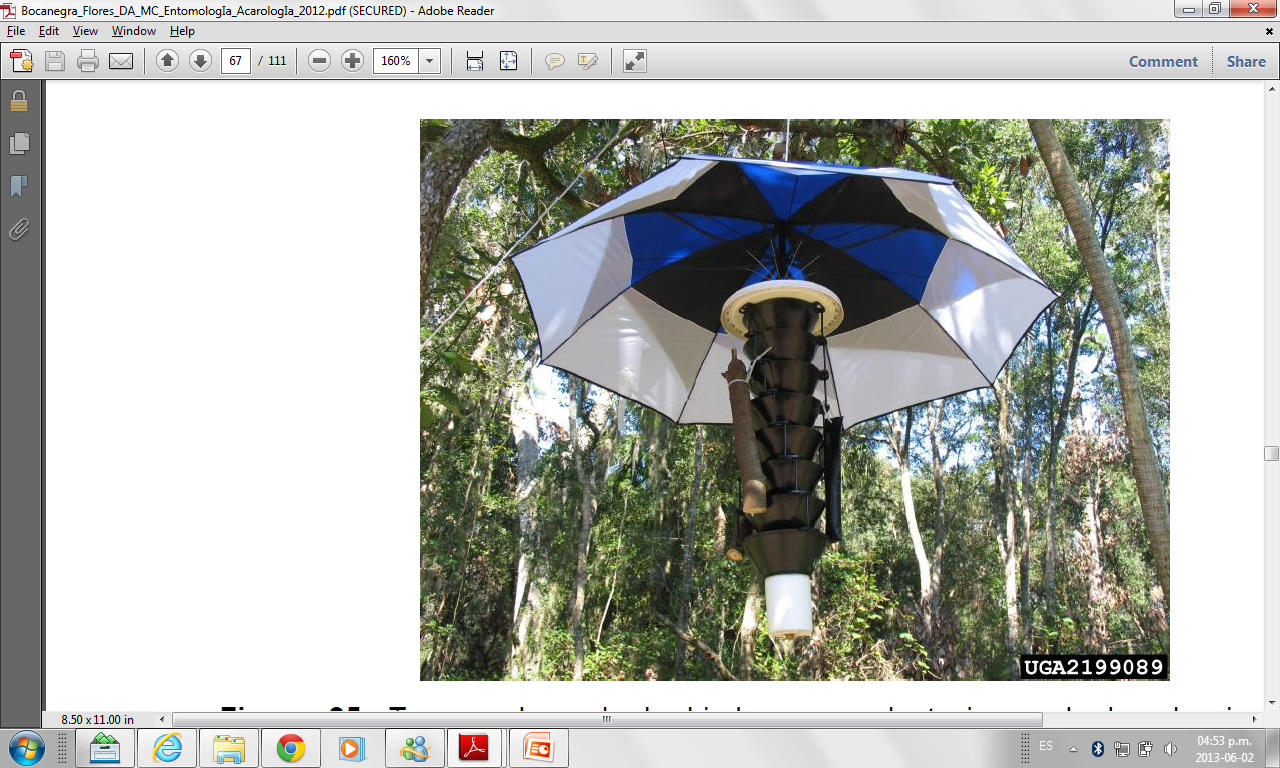 Bocanegra_Flores_DA_MC_EntomologIa_AcarologIa_2012.pdf (SECURED) - Adobe Reader
File Edit View Window Help
67 / 111 160% Comment Share
UGA2199089
8.50 x 11.00 in
ES 04:53 p.m.
2013-06-02